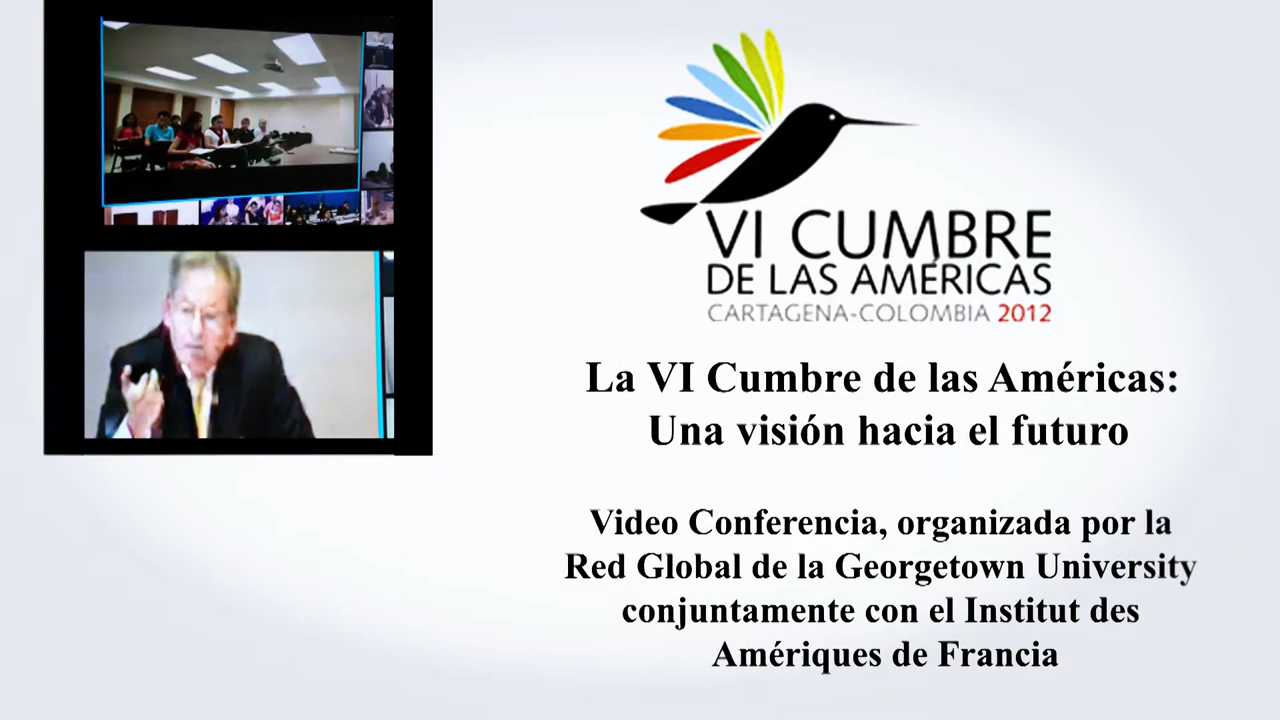 VI CUMBRE
DE LAS AMÉRICAS
CARTAGENA-COLOMBIA 2012
La VI Cumbre de las Américas:
Una visión hacia el futuro
Video Conferencia, organizada por la
Red Global de la Georgetown University
conjuntamente con el Institut des
Amériques de Francia